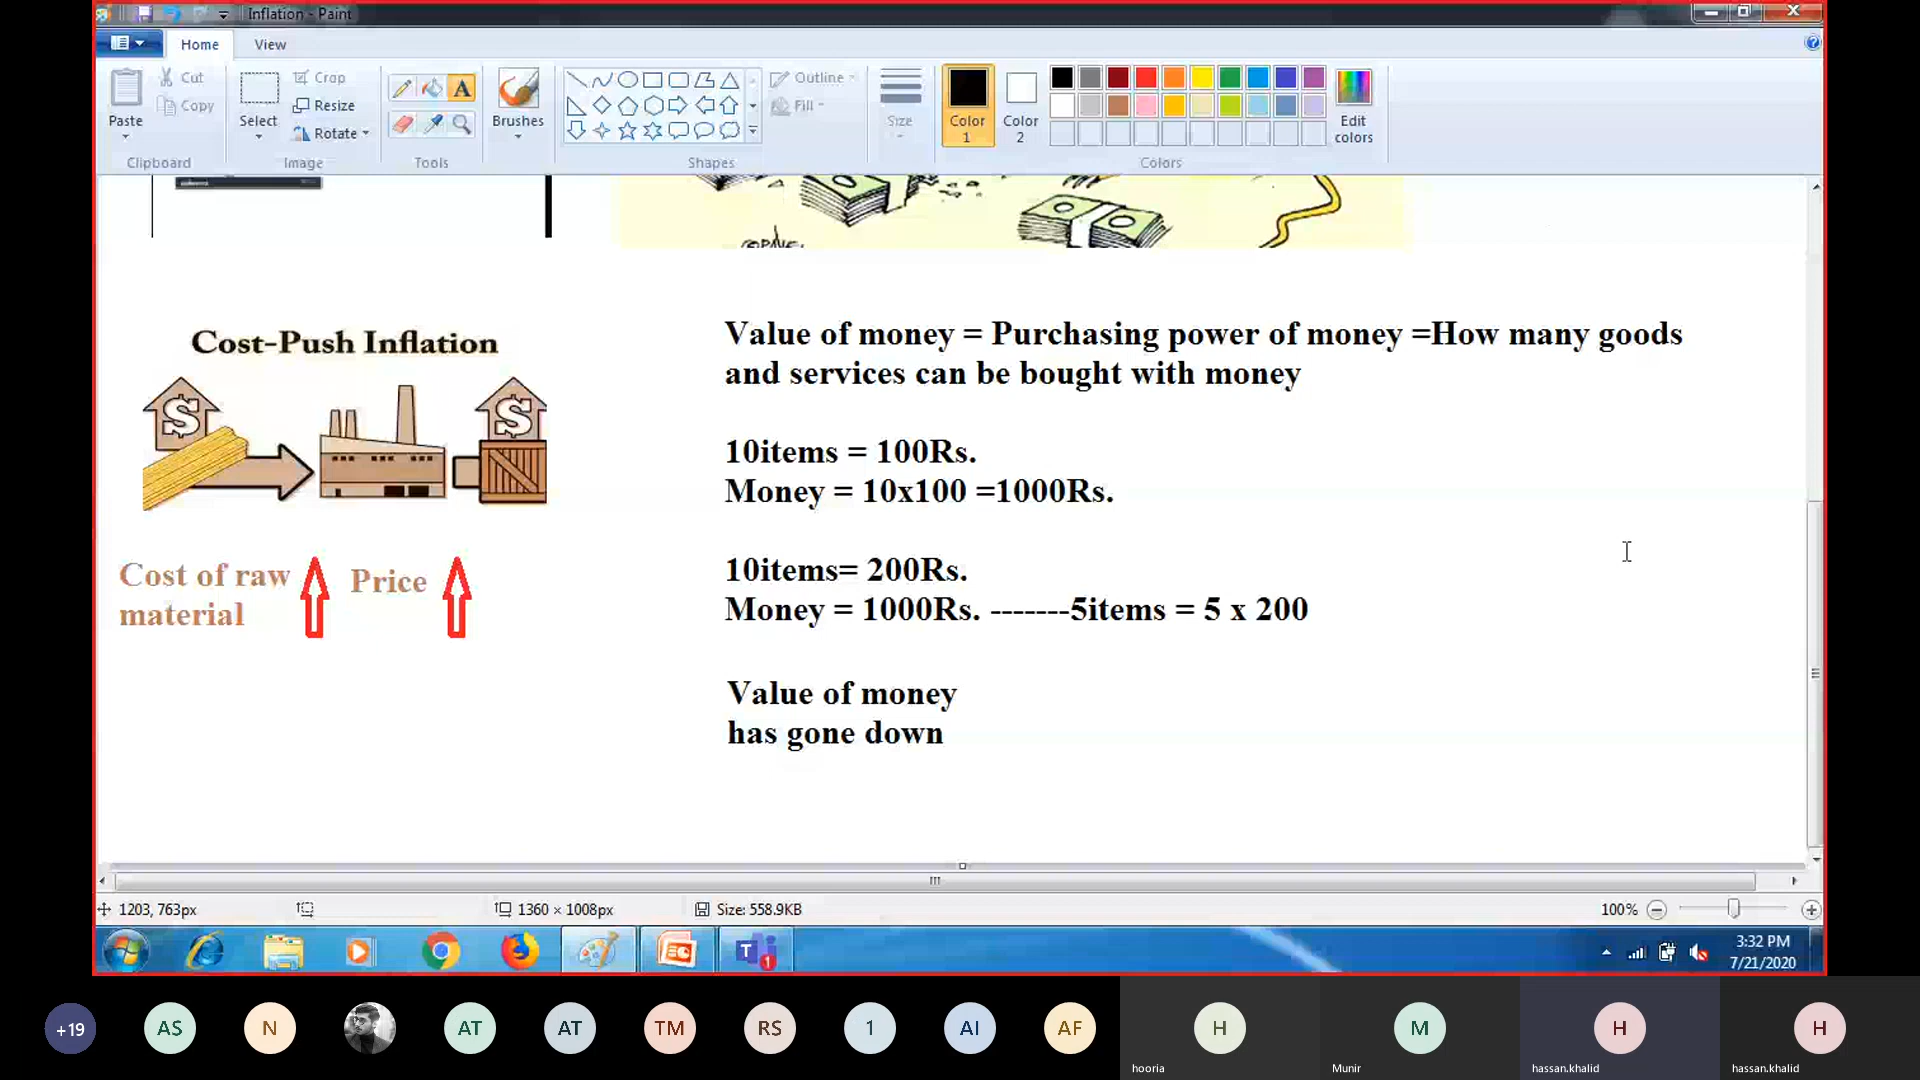 Inflation - Paint
Home View
Paste
Cut
Copy
Clipboard
Select
Crop
Resize
Rotate
Image
A
Tools
Brushes
Shapes
Outline
Fill
Size
Color
1
Color
2
Edit
colors
Colors
Cost-Push Inflation
S
S
Cost of raw
material
Price
Value of money = Purchasing power of money =How many goods
and services can be bought with money
10items = 100Rs.
Money = 10x100 =1000Rs.
10items= 200Rs.
Money = 1000Rs. -------5items = 5 x 200
Value of money
has gone down
1203, 763px
1360 × 1008px
Size: 558.9KB
100%
T
1
3:32 PM
7/21/2020
+19
AS
N
AT
AT
TM
RS
1
AI
AF
H
hooria
M
Munir
H
hassan.khalid
H
hassan.khalid